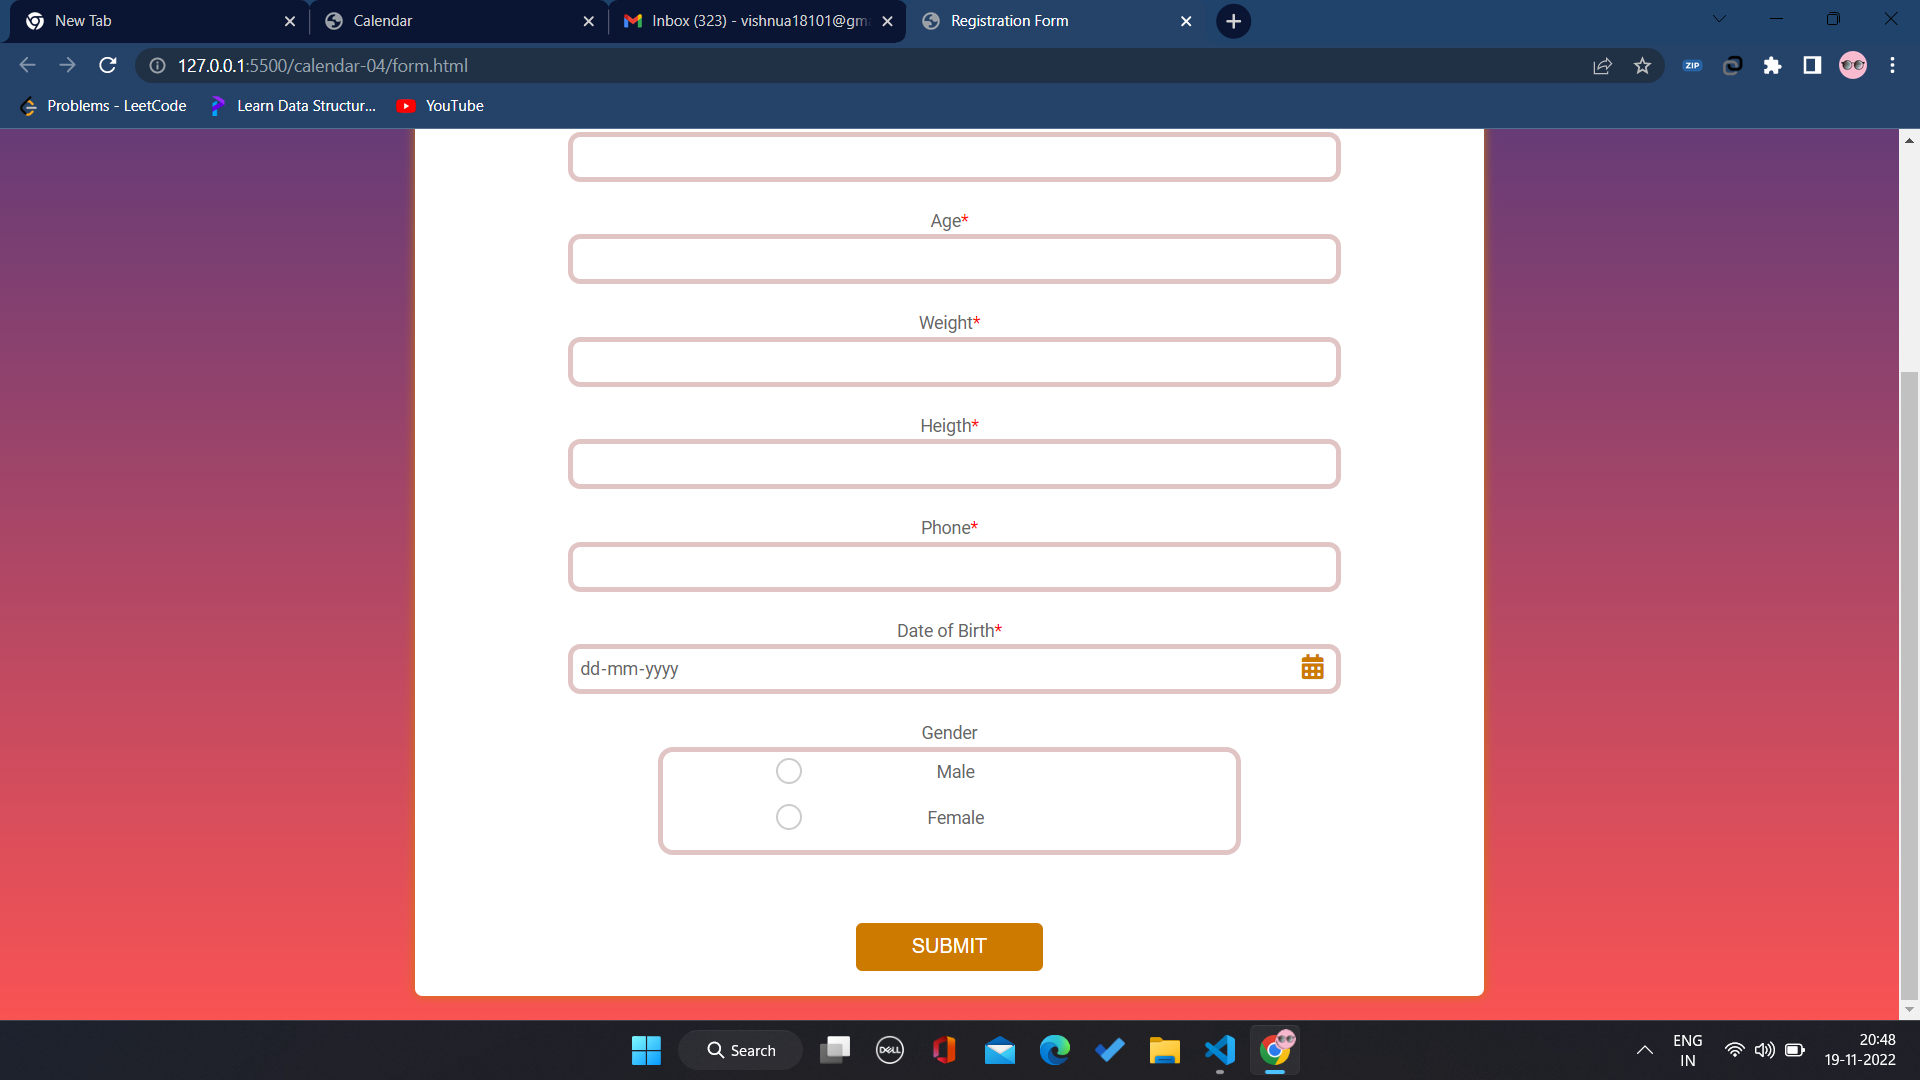 New Tab
Calendar
Inbox (323) - vishnua18101@gm
Registration Form
127.0.0.1:5500/calendar-04/form.html
ZIP
Problems - LeetCode
Learn Data Structur...
YouTube
Age*
Weight*
Heigth*
Phone*
Date of Birth*
dd-mm-yyyy
Gender
Male
Female
SUBMIT
Search
DELL
ENG
IN
20:48
19-11-2022